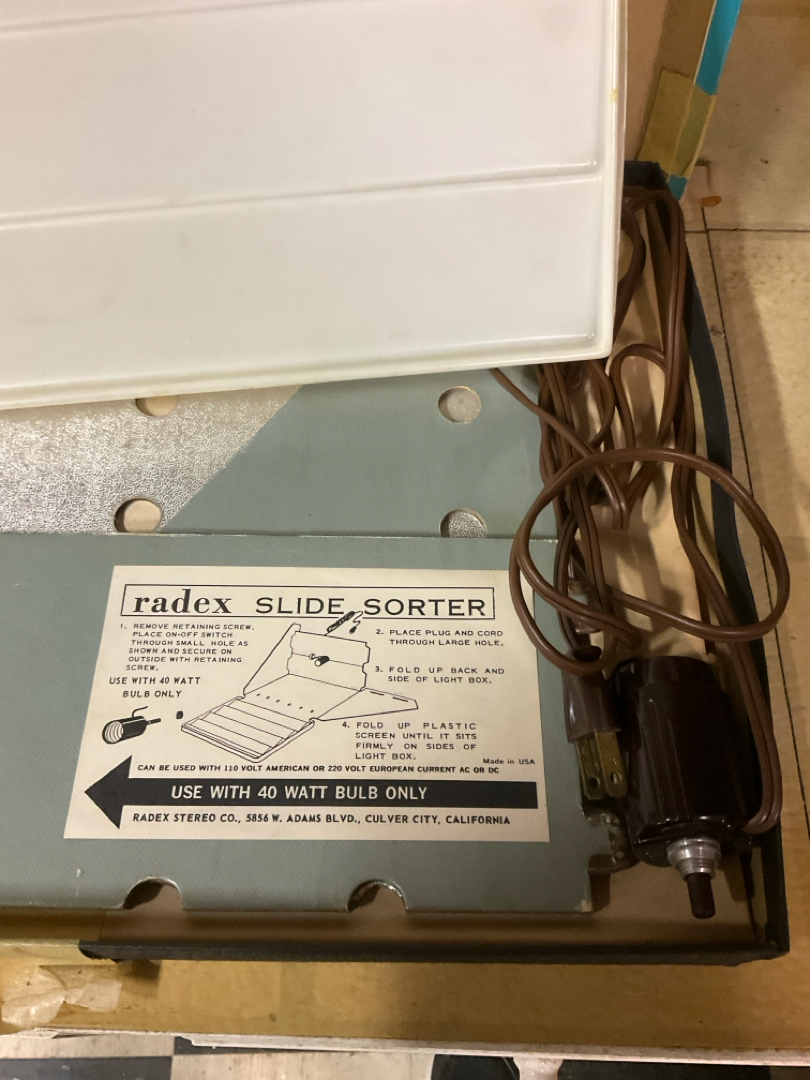 radex SLIDE SORTER
1. REMOVE RETAINING SCREW.
PLACE ON-OFF SWITCH
THROUGH SMALL HOLE AS
SHOWN AND SECURE ON
OUTSIDE WITH RETAINING
SCREW.
USE WITH 40 WATT
BULB ONLY
2. PLACE PLUG AND CORD
THROUGH LARGE HOLE.
3. FOLD UP BACK AND
SIDE OF LIGHT BOX.
4. FOLD UP PLASTIC
SCREEN UNTIL IT SITS
FIRMLY ON SIDES OF
LIGHT BOX.
Made in USA
CAN BE USED WITH 110 VOLT AMERICAN OR 220 VOLT EUROPEAN CURRENT AC OR DC
USE WITH 40 WATT BULB ONLY
RADEX STEREO CO., 5856 W. ADAMS BLVD., CULVER CITY, CALIFORNIA